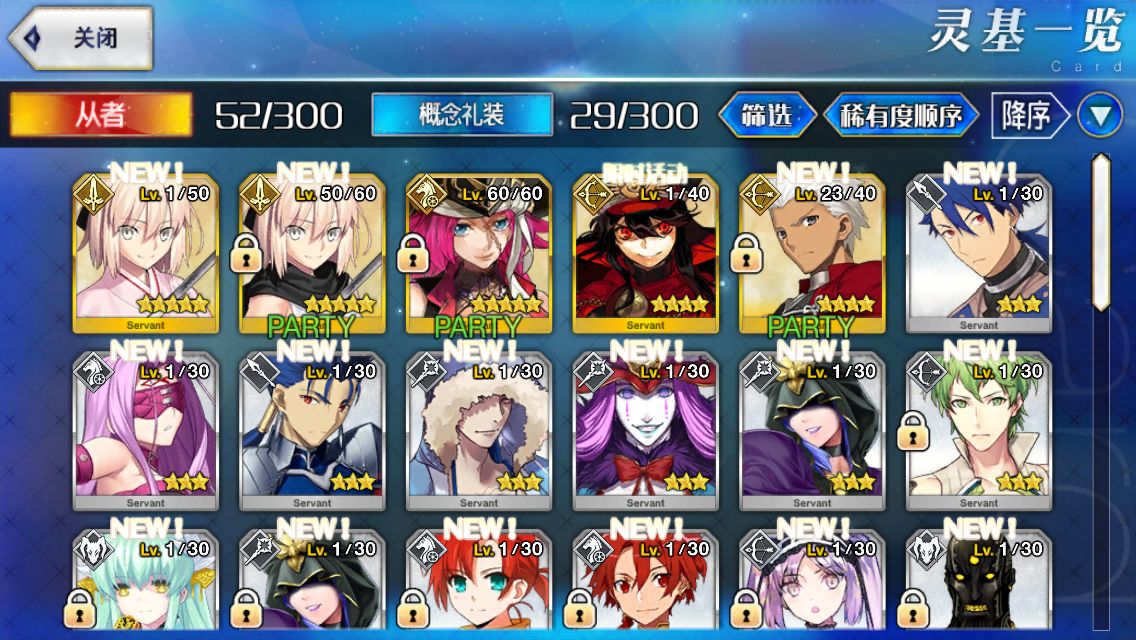 关闭
灵基一览
Card
从者 52/300 概念礼装 29/300 筛选 稀有度顺序 降序
NEW! NEW! 限时活动 NEW! NEW!
Lv. 1/50 Lv. 50/60 Lv. 60/60 Lv. 1/40 Lv. 23/40 Lv. 1/30
Servant Servant Servant
PARTY PARTY PARTY
NEW! NEW! NEW! NEW! NEW! NEW!
Lv. 1/30 Lv. 1/30 Lv. 1/30 Lv. 1/30 Lv. 1/30 Lv. 1/30
Servant Servant Servant Servant Servant Servant
NEW! NEW! NEW! NEW! NEW! NEW!
Lv. 1/30 Lv. 1/30 Lv. 1/30 Lv. 1/30 Lv. 1/30 Lv. 1/30